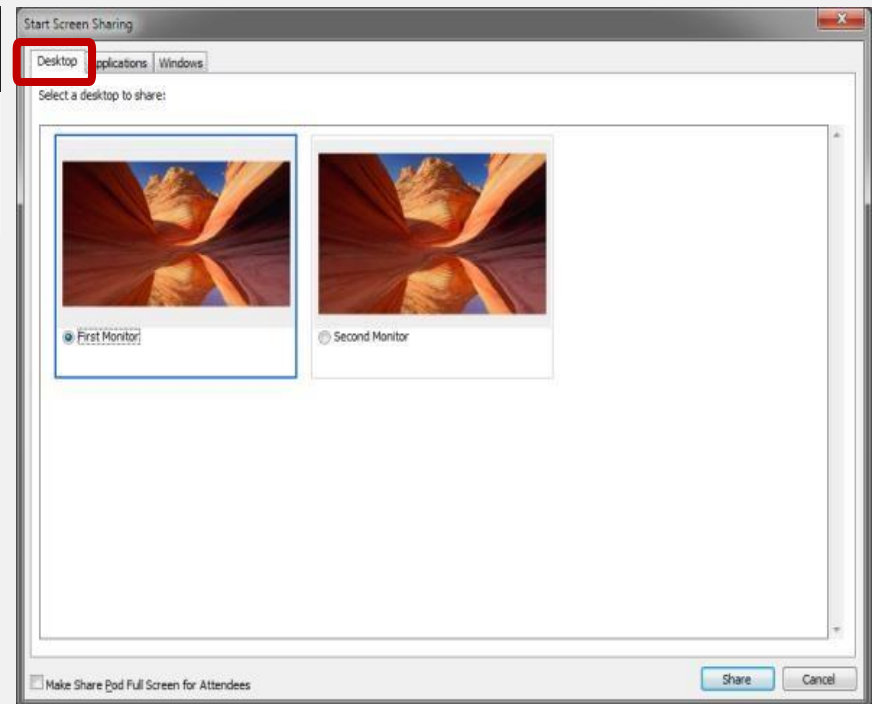 Start Screen Sharing
Desktop Applications Windows
Select a desktop to share:
First Monitor Second Monitor
Make Share Pod Full Screen for Attendees
Share Cancel